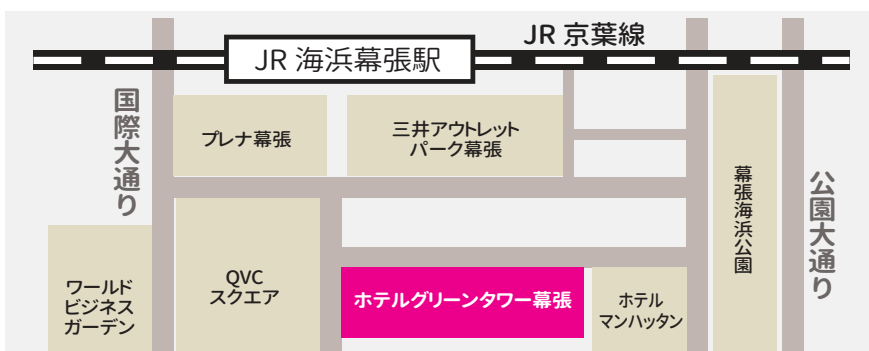 JR 京葉線
JR 海浜幕張駅
国際大通り
プレナ幕張
三井アウトレット
パーク幕張
幕張海浜公園
公園大通り
ワールド
ビジネス
ガーデン
QVC
スクエア
ホテルグリーンタワー幕張
ホテル
マンハッタン